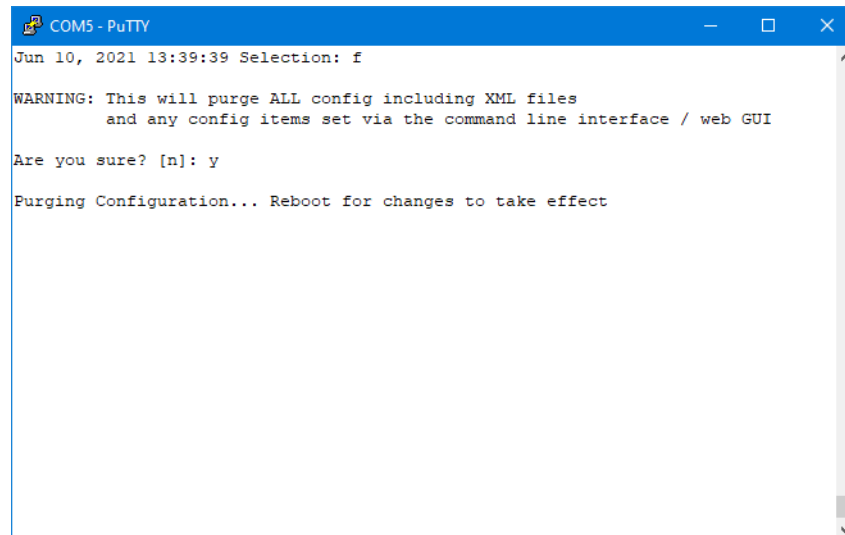 COM5 - PuTTY
Jun 10, 2021 13:39:39 Selection: f
WARNING: This will purge ALL config including XML files
and any config items set via the command line interface / web GUI
Are you sure? [n]: y
Purging Configuration... Reboot for changes to take effect